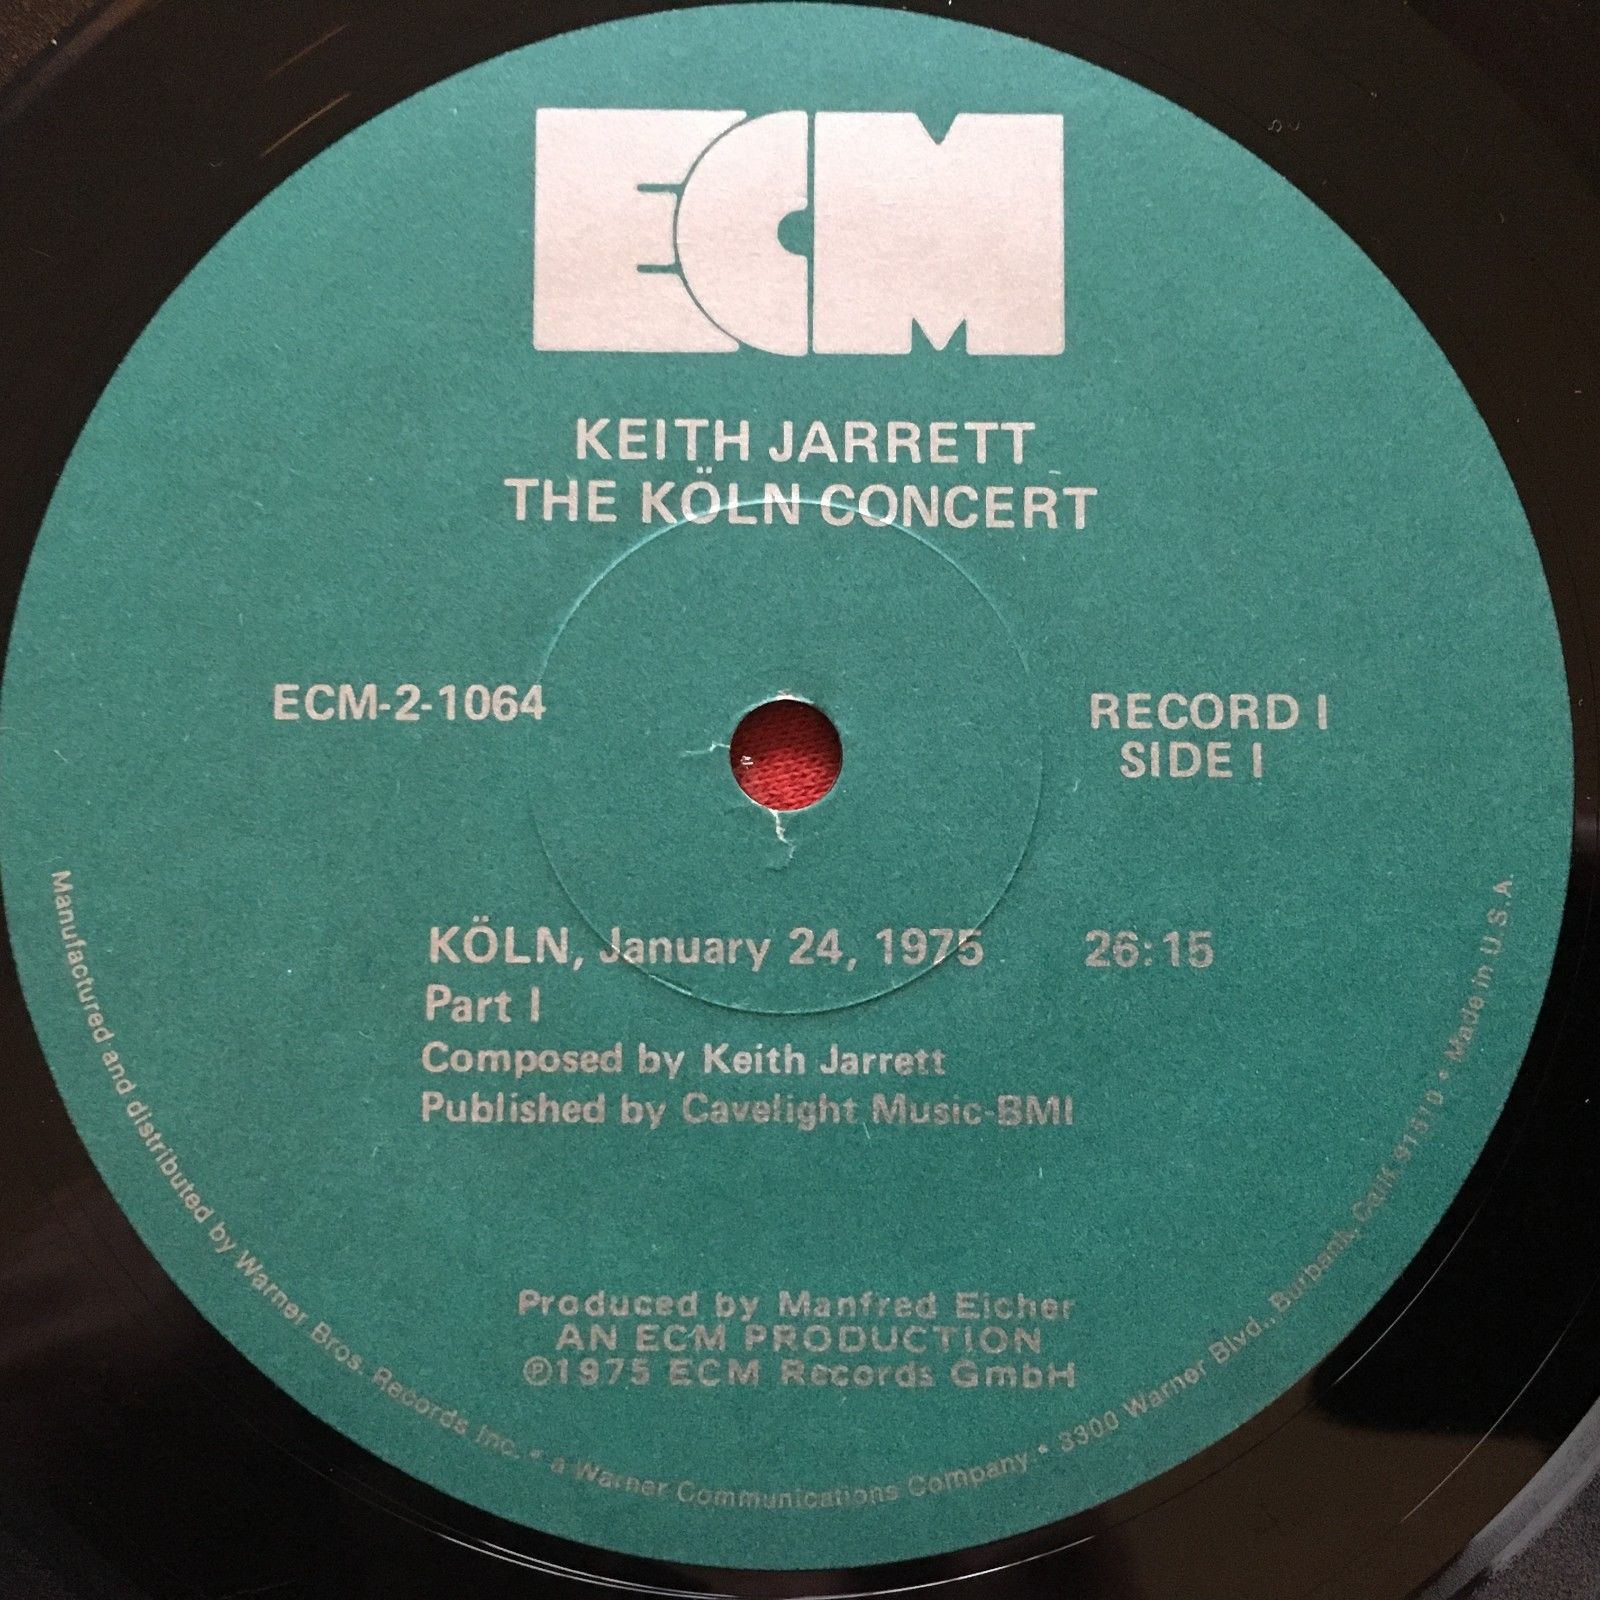 ECM
KEITH JARRETT
THE KÖLN CONCERT
ECM-2-1064
RECORD I
SIDE I
KÖLN, January 24, 1975 26:15
Part I
Composed by Keith Jarrett
Published by Cavelight Music-BMI
Produced by Manfred Eicher
AN ECM PRODUCTION
℗1975 ECM Records GmbH
Manufactured and distributed by Warner Bros. Records Inc. • a Warner Communications Company. • 3300 Warner Blvd., Burbank, Calif. 91510 • Made in U.S.A.